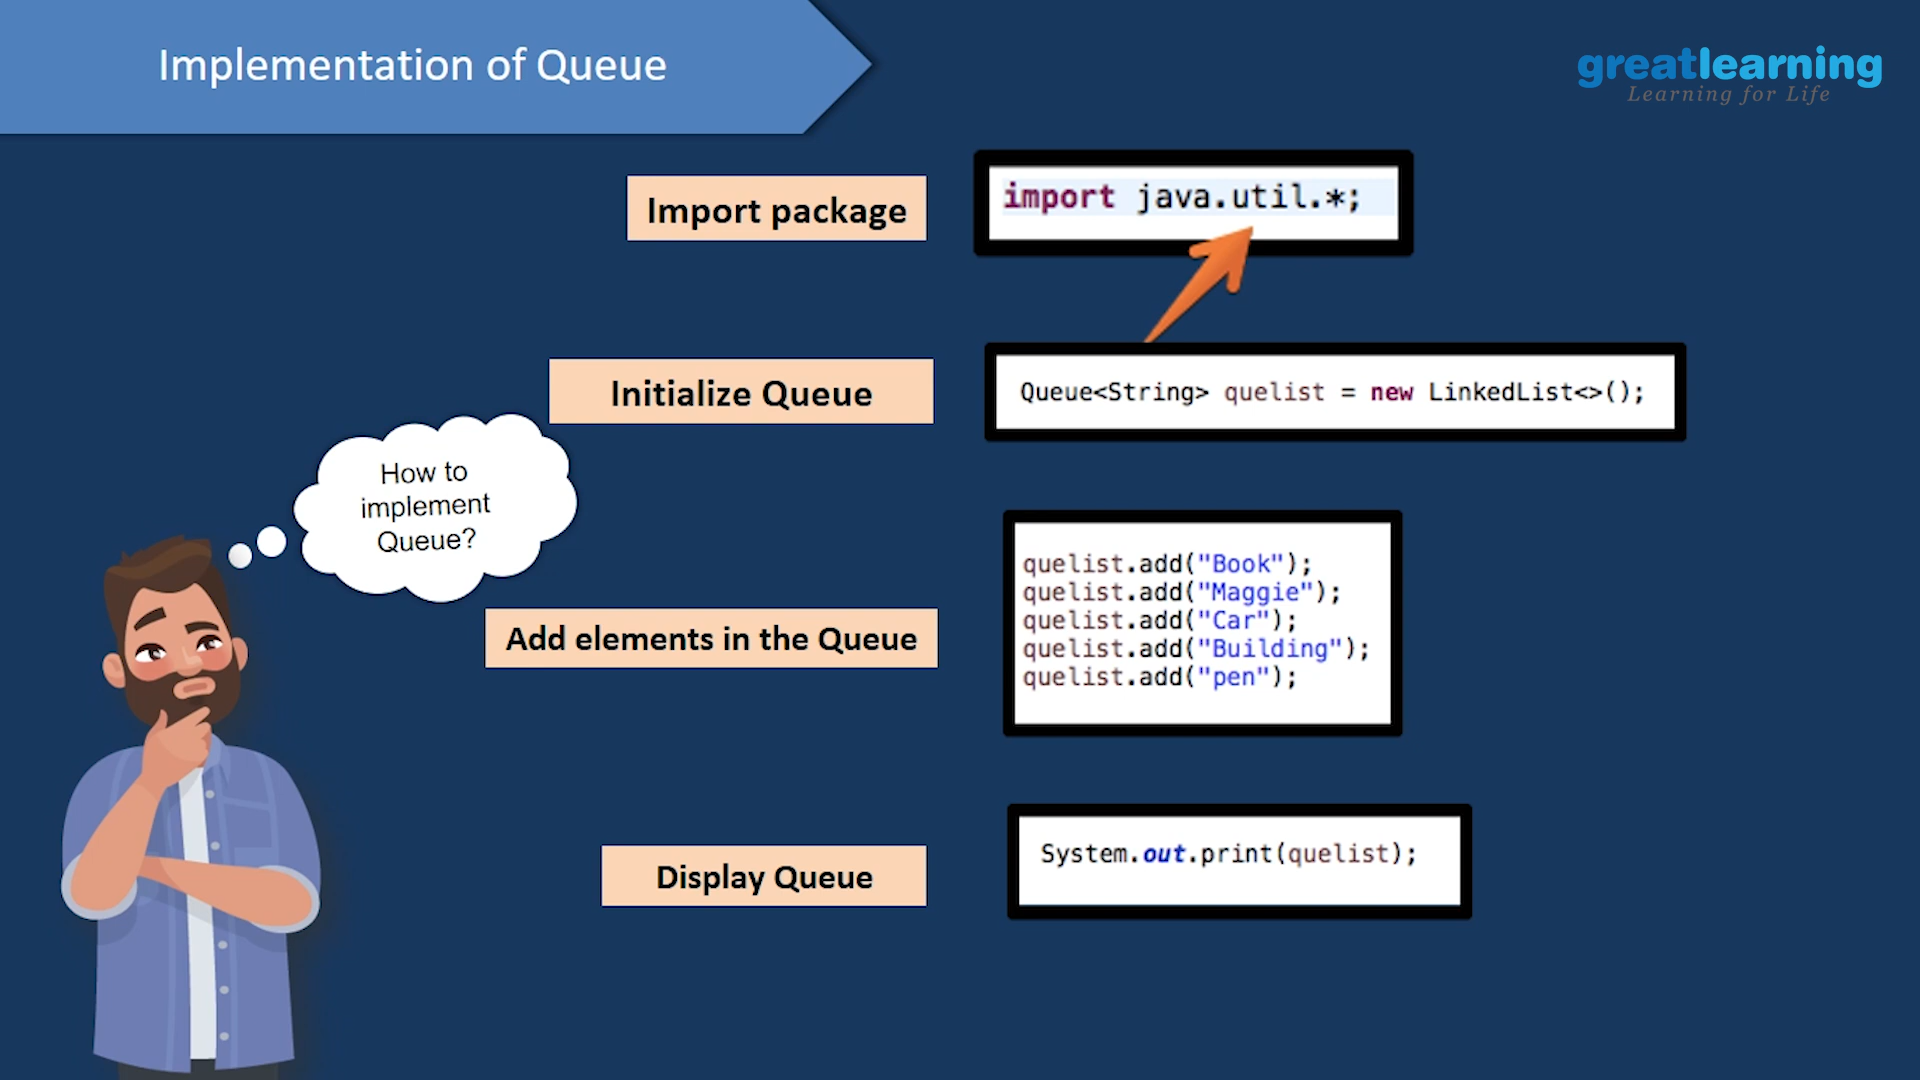 Implementation of Queue
greatlearning
Learning for Life
Import package
import java.util.*;
Initialize Queue
Queue<String> quelist = new LinkedList<>();
How to
implement
Queue?
Add elements in the Queue
quelist.add("Book");
quelist.add("Maggie");
quelist.add("Car");
quelist.add("Building");
quelist.add("pen");
Display Queue
System.out.print(quelist);